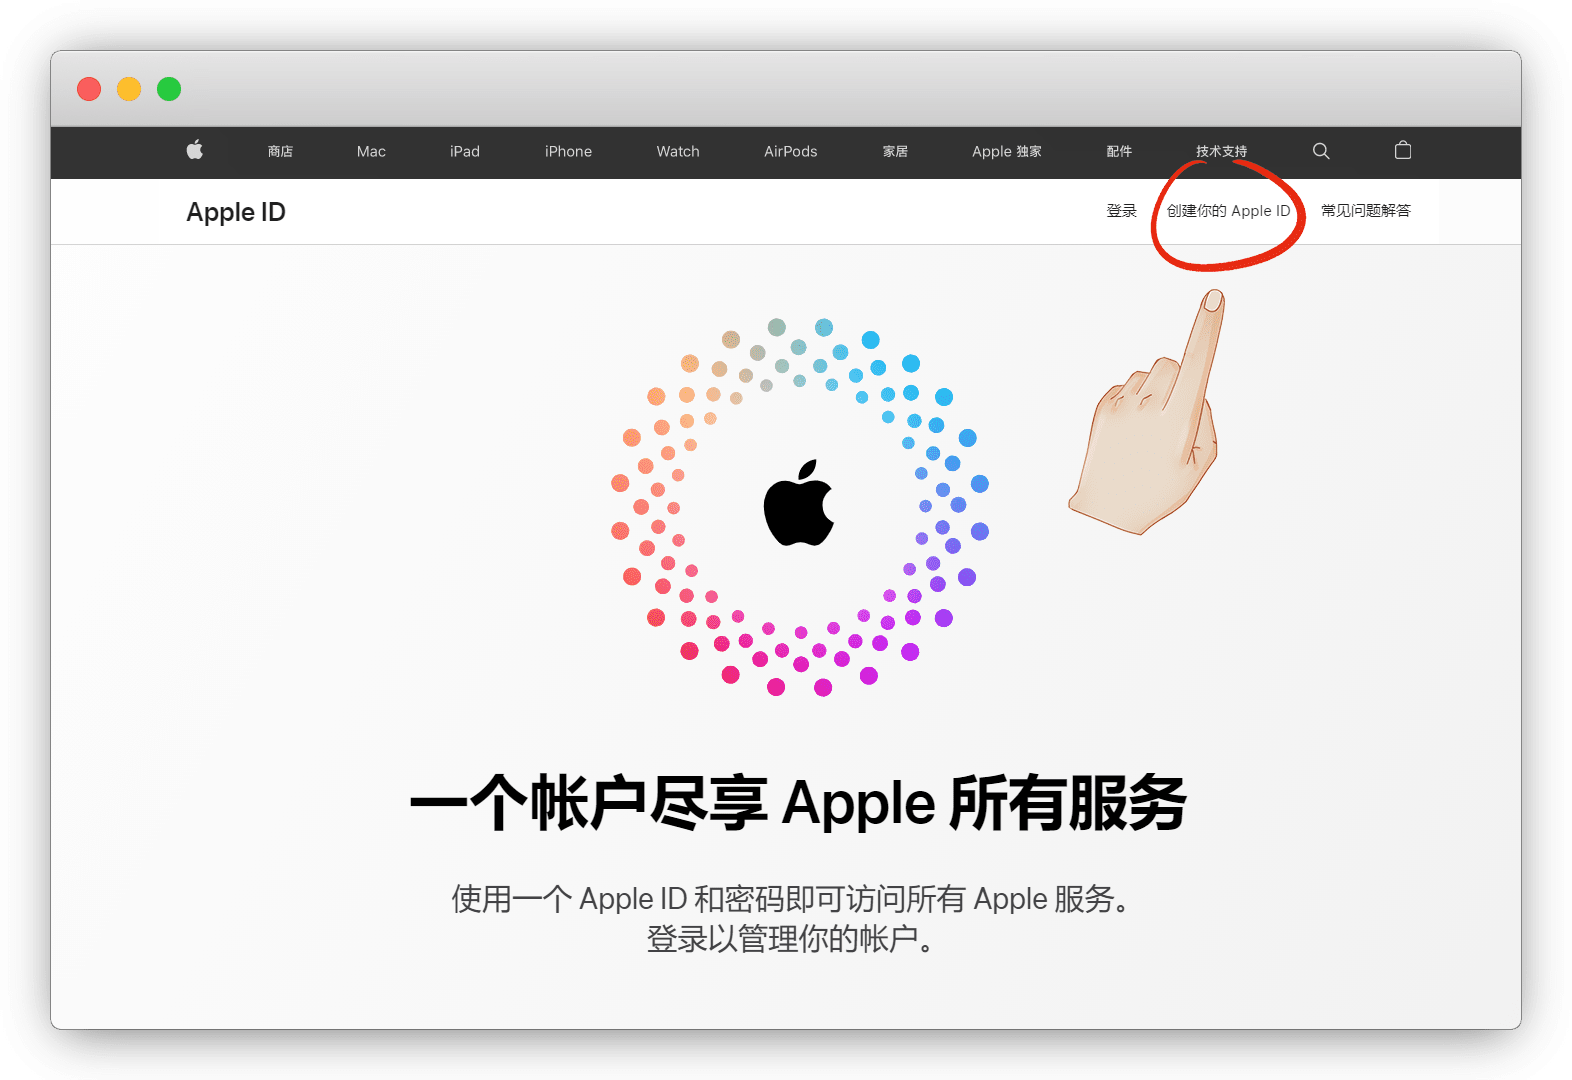 商店 Mac iPad iPhone Watch AirPods 家居 Apple 独家 配件 技术支持
Apple ID 登录 创建你的 Apple ID 常见问题解答
一个帐户尽享 Apple 所有服务
使用一个 Apple ID 和密码即可访问所有 Apple 服务。
登录以管理你的帐户。